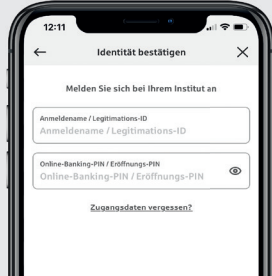 12:11
Identität bestätigen
Melden Sie sich bei Ihrem Institut an
Anmeldename / Legitimations-ID
Anmeldename / Legitimations-ID
Online-Banking-PIN / Eröffnungs-PIN
Online-Banking-PIN / Eröffnungs-PIN
Zugangsdaten vergessen?